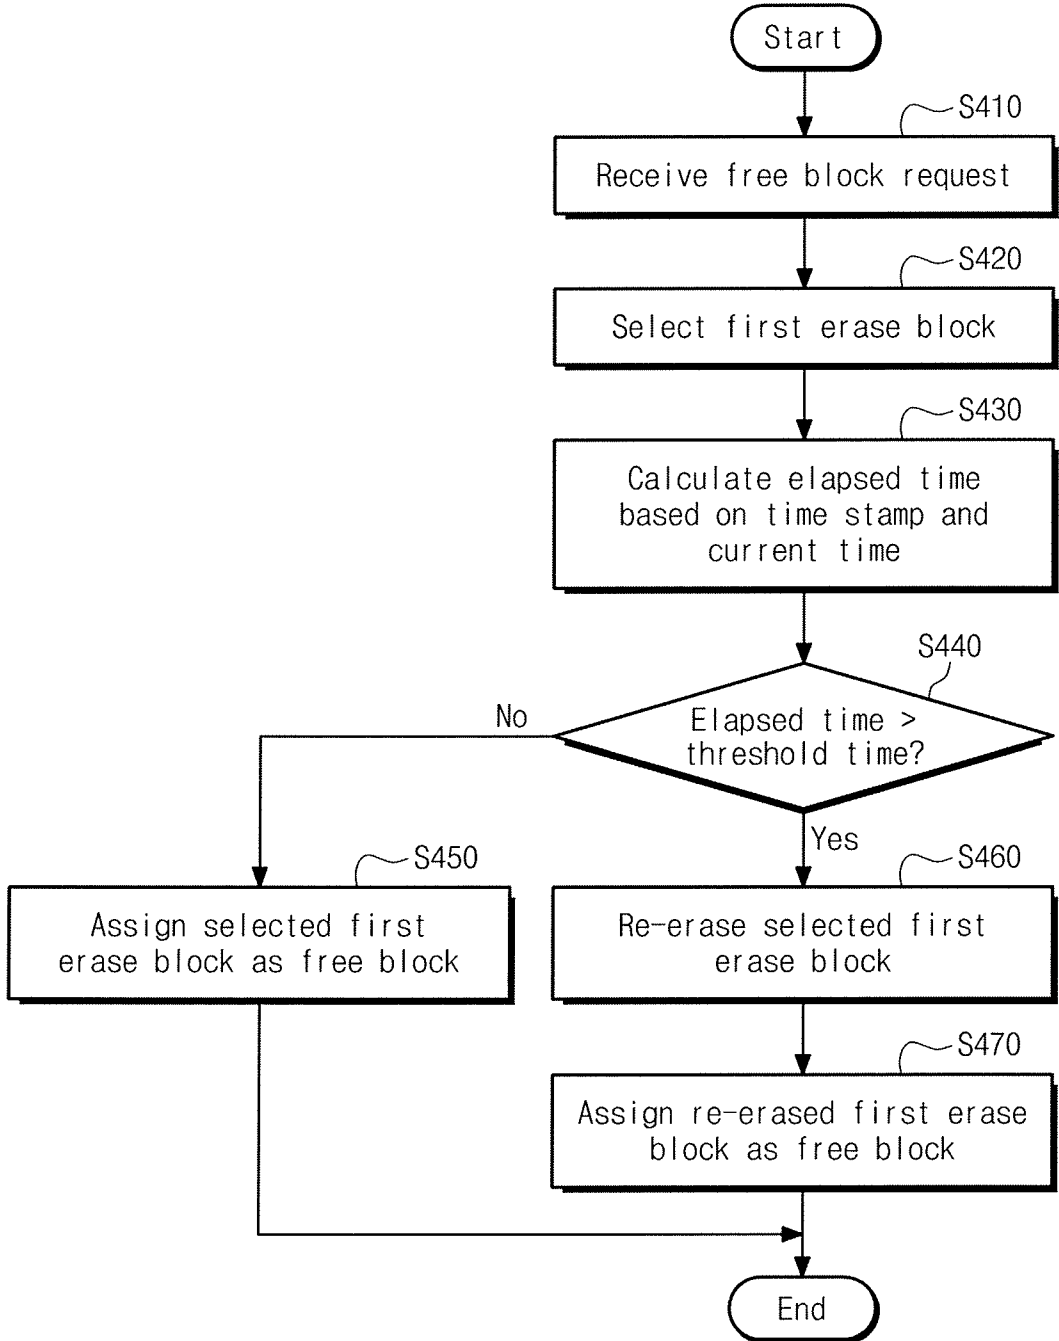 Start
S410
Receive free block request
S420
Select first erase block
S430
Calculate elapsed time
based on time stamp and
current time
S440
Elapsed time >
threshold time?
No
Yes
S450
Assign selected first
erase block as free block
S460
Re-erase selected first
erase block
S470
Assign re-erased first erase
block as free block
End